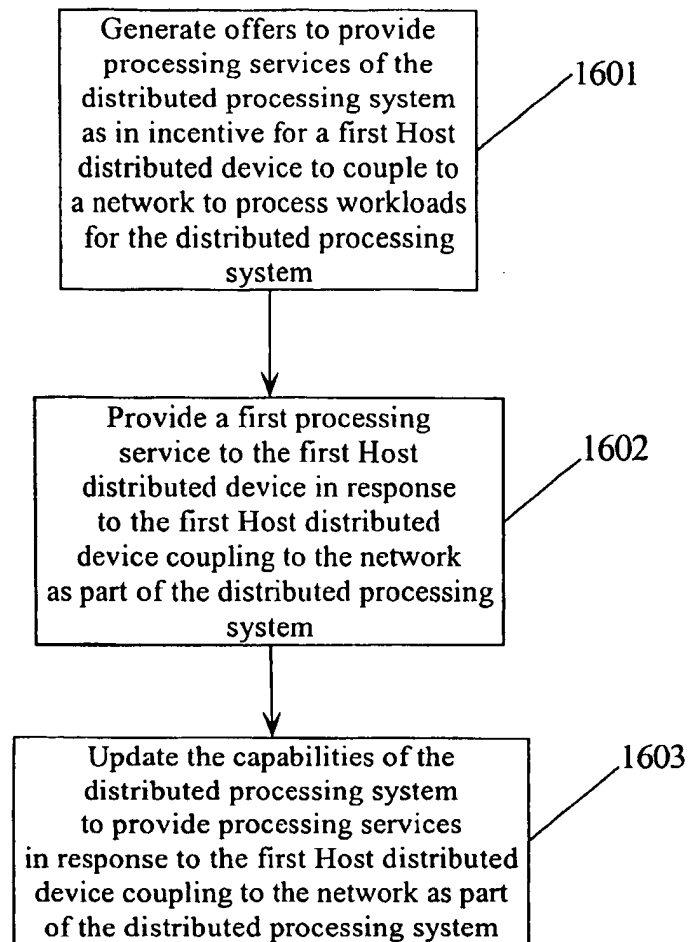 Generate offers to provide
processing services of the
distributed processing system
as in incentive for a first Host
distributed device to couple to
a network to process workloads
for the distributed processing
system
1601
Provide a first processing
service to the first Host
distributed device in response
to the first Host distributed
device coupling to the network
as part of the distributed processing
system
1602
Update the capabilities of the
distributed processing system
to provide processing services
in response to the first Host distributed
device coupling to the network as part
of the distributed processing system
1603